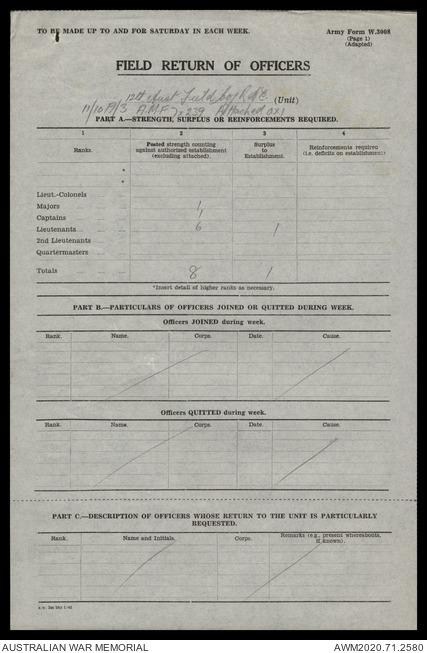 TO BE MADE UP TO AND FOR SATURDAY IN EACH WEEK.
Army Form W.3008
(Page 1)
(Adapted)
FIELD RETURN OF OFFICERS
12th Aust Field Coy R.A.E. (Unit)
A.M.F. Attached
PART A.—STRENGTH, SURPLUS OR REINFORCEMENTS REQUIRED.
1 2 3 4
Ranks. Posted strength counting against authorized establishment (excluding attached). Surplus to Establishment. Reinforcements required (i.e. deficits on establishment).
*
*
Lieut.-Colonels
Majors 1
Captains 1
Lieutenants 6 1
2nd Lieutenants
Quartermasters
Totals 8 1
*Insert detail of higher ranks as necessary.
PART B.—PARTICULARS OF OFFICERS JOINED OR QUITTED DURING WEEK.
Officers JOINED during week.
Rank. Name. Corps. Date. Cause.
Officers QUITTED during week.
Rank. Name. Corps. Date. Cause.
PART C.—DESCRIPTION OF OFFICERS WHOSE RETURN TO THE UNIT IS PARTICULARLY
REQUESTED.
Rank. Name and Initials. Corps. Remarks (e.g., present whereabouts, if known).
AUSTRALIAN WAR MEMORIAL AWM2020.71.2580